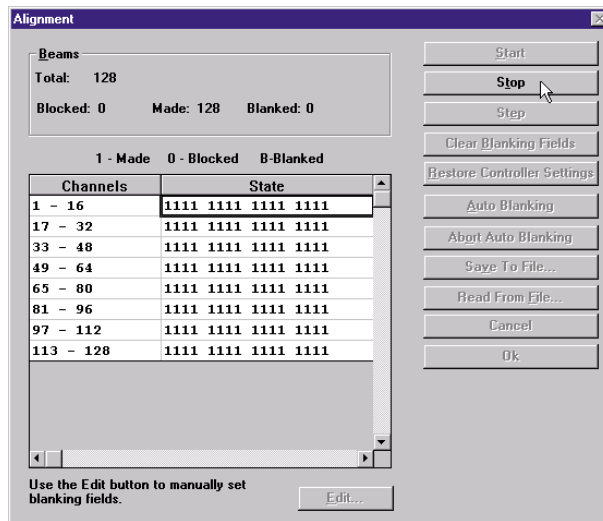 Alignment
Beams
Total: 128
Blocked: 0 Made: 128 Blanked: 0
1 - Made 0 - Blocked B-Blanked
Channels State
1 - 16 1111 1111 1111 1111
17 - 32 1111 1111 1111 1111
33 - 48 1111 1111 1111 1111
49 - 64 1111 1111 1111 1111
65 - 80 1111 1111 1111 1111
81 - 96 1111 1111 1111 1111
97 - 112 1111 1111 1111 1111
113 - 128 1111 1111 1111 1111
Use the Edit button to manually set
blanking fields.
Edit...
Start
Stop
Step
Clear Blanking Fields
Restore Controller Settings
Auto Blanking
Abort Auto Blanking
Save To File...
Read From File...
Cancel
Ok